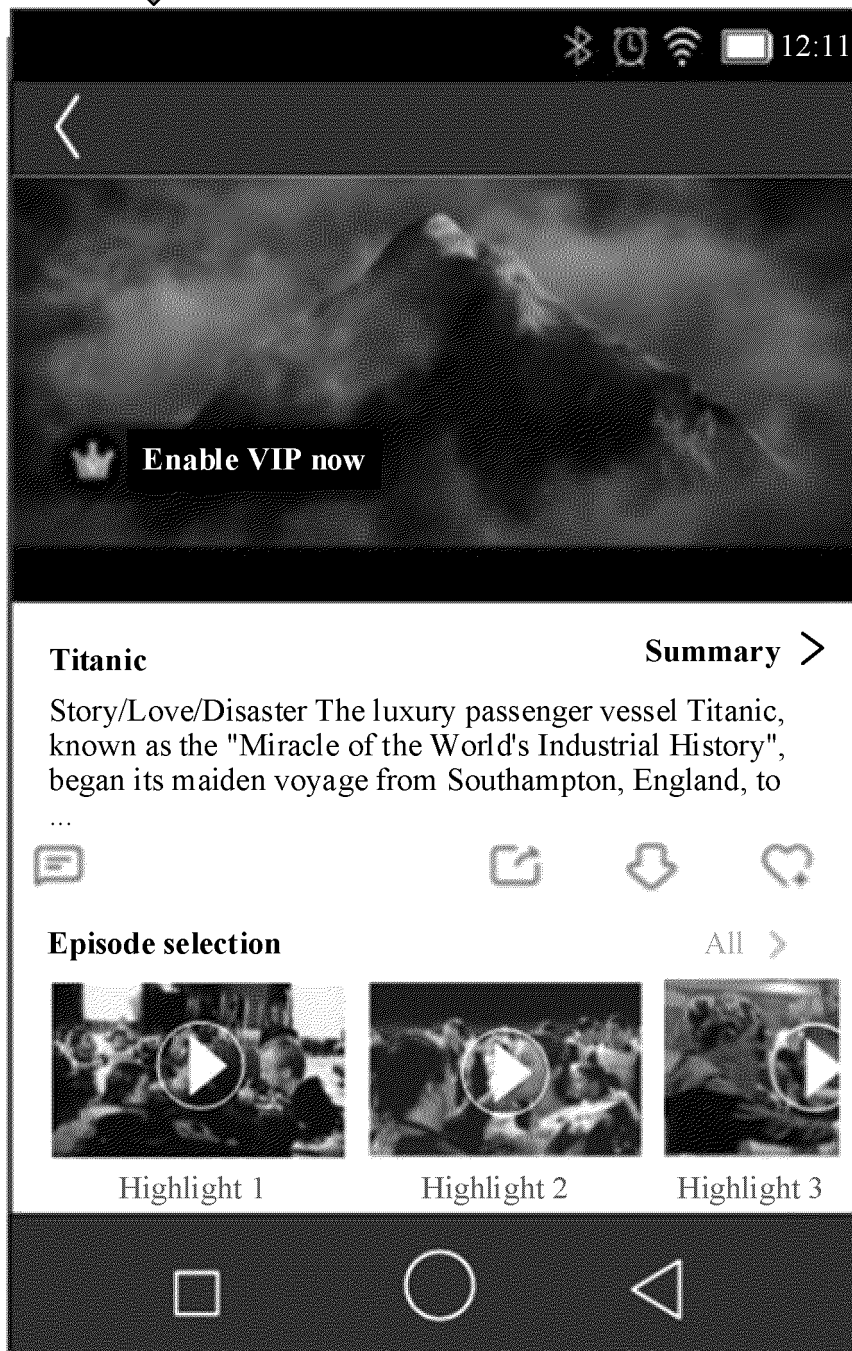 12:11
Enable VIP now
Titanic
Summary >
Story/Love/Disaster The luxury passenger vessel Titanic,
known as the "Miracle of the World's Industrial History",
began its maiden voyage from Southampton, England, to
...
Episode selection
All >
Highlight 1
Highlight 2
Highlight 3